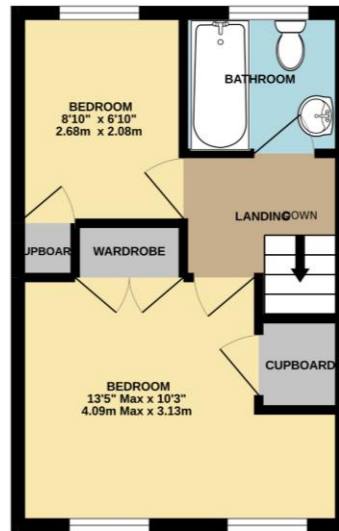 BATHROOM
BEDROOM
8'10" x 6'10"
2.68m x 2.08m
LANDING
DOWN
UPBOAR
WARDROBE
CUPBOARD
BEDROOM
13'5" Max x 10'3"
4.09m Max x 3.13m